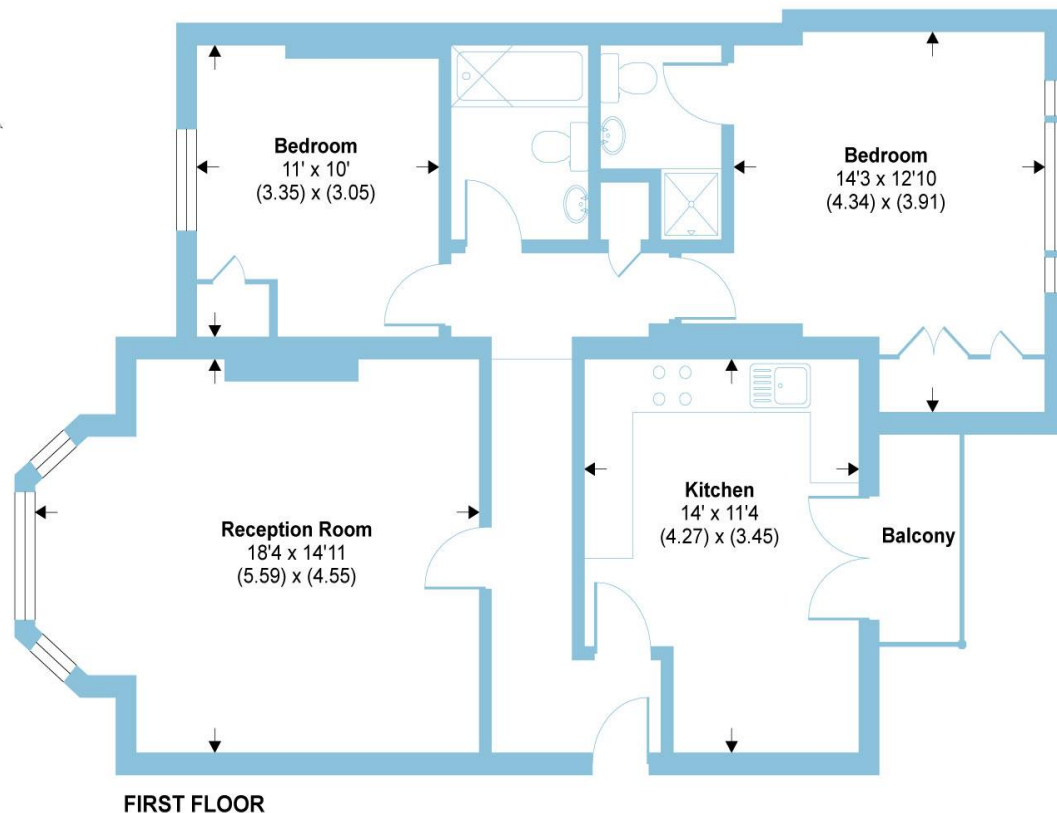 Bedroom
11' x 10'
(3.35) x (3.05)
Bedroom
14'3 x 12'10
(4.34) x (3.91)
Reception Room
18'4 x 14'11
(5.59) x (4.55)
Kitchen
14' x 11'4
(4.27) x (3.45)
Balcony
FIRST FLOOR